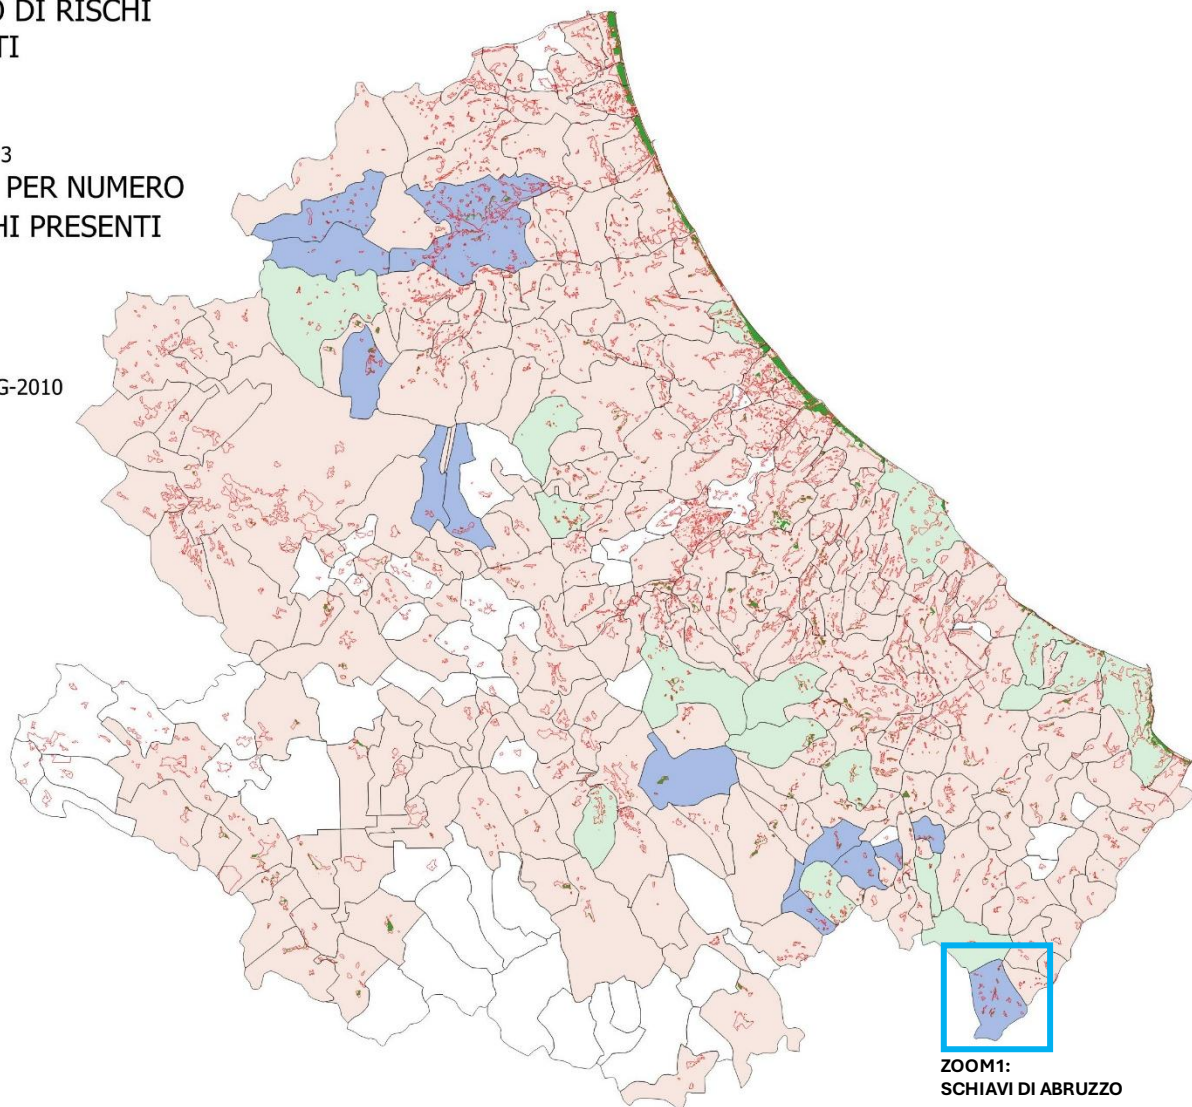 O DI RISCHI
TI
3
PER NUMERO
HI PRESENTI
G-2010
ZOOM1:
SCHIAVI DI ABRUZZO